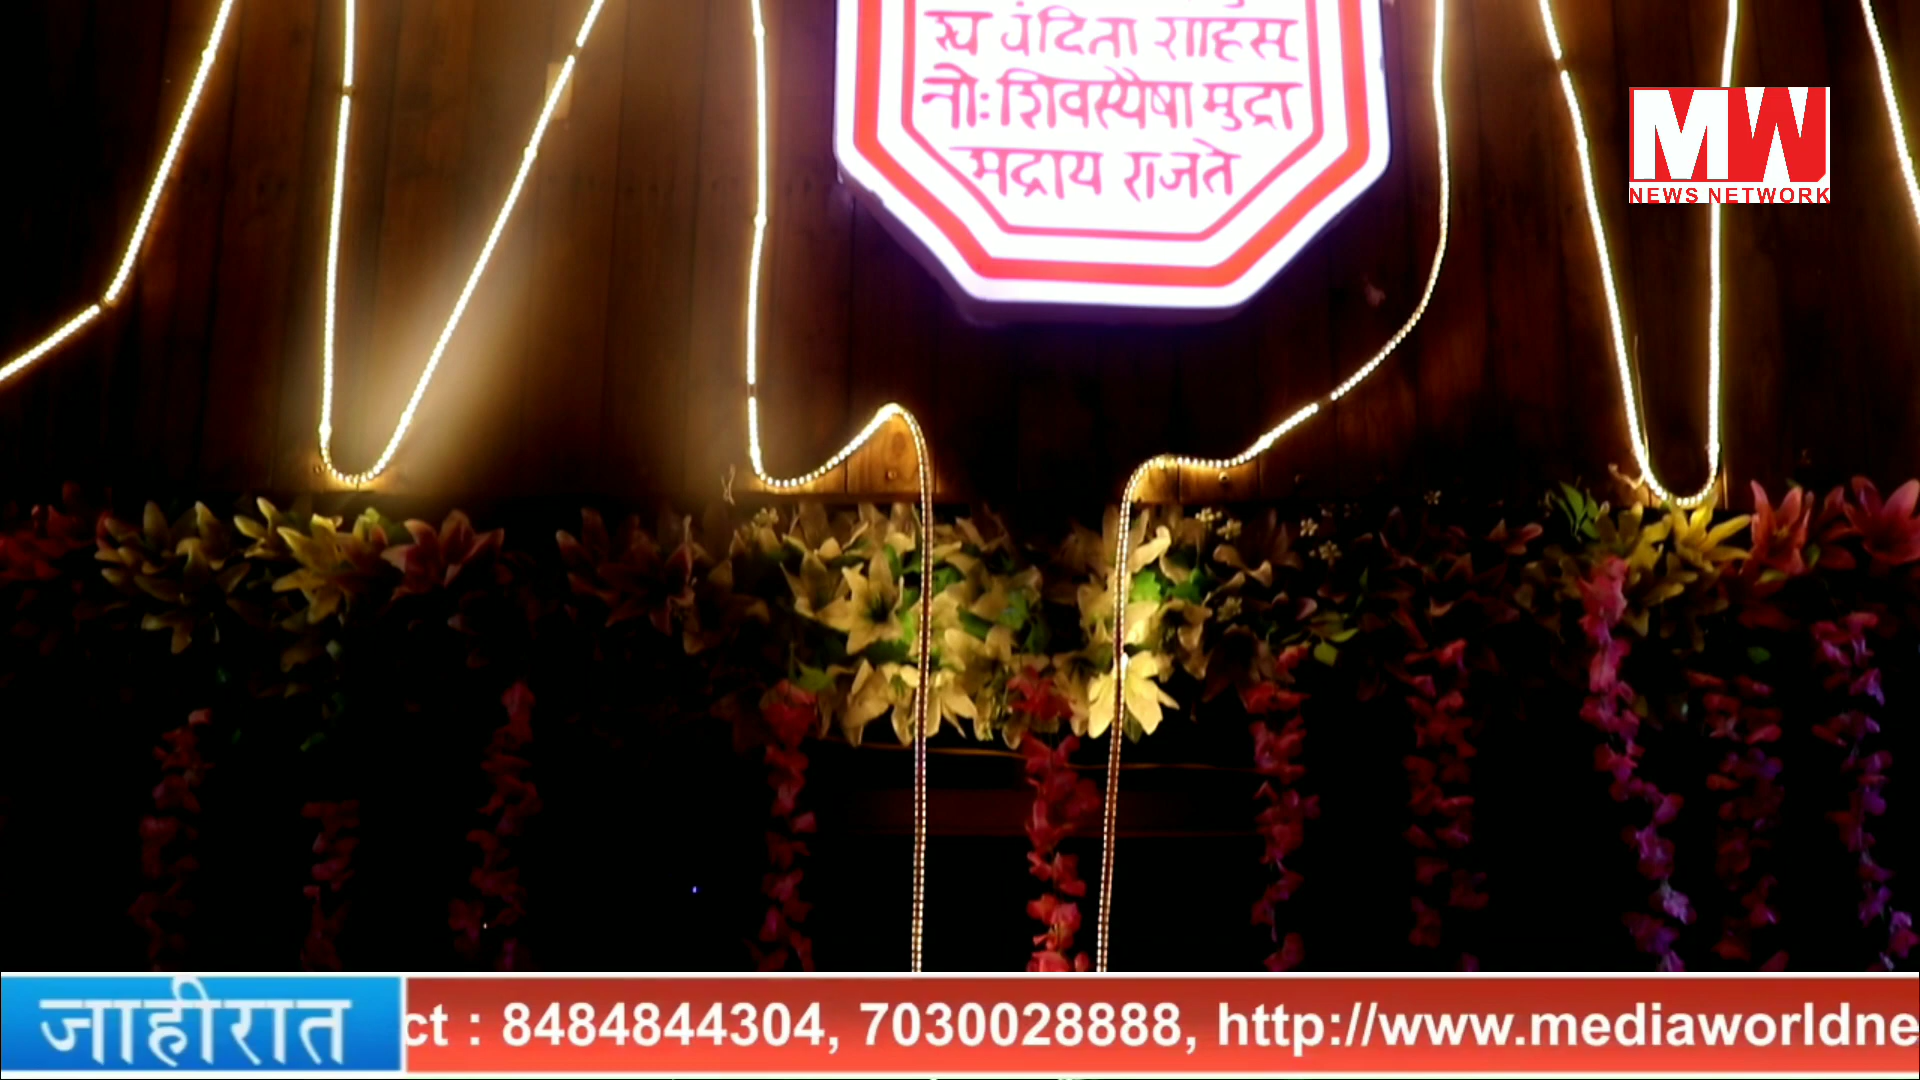 स्य वंदिता शाहसू
नोः शिवस्यैषा मुद्रा
भद्राय राजते
MW
NEWS NETWORK
जाहीरात
ct : 8484844304, 7030028888, http://www.mediaworldne